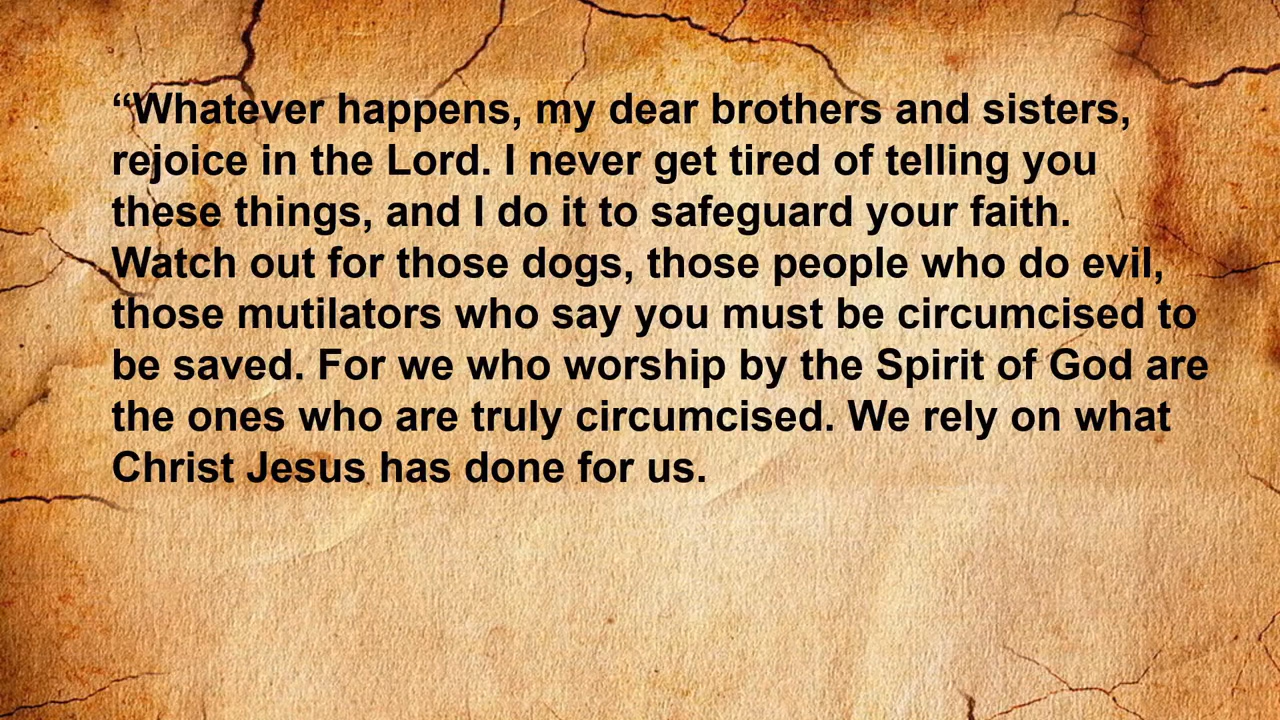 “Whatever happens, my dear brothers and sisters,
rejoice in the Lord. I never get tired of telling you
these things, and I do it to safeguard your faith.
Watch out for those dogs, those people who do evil,
those mutilators who say you must be circumcised to
be saved. For we who worship by the Spirit of God are
the ones who are truly circumcised. We rely on what
Christ Jesus has done for us.